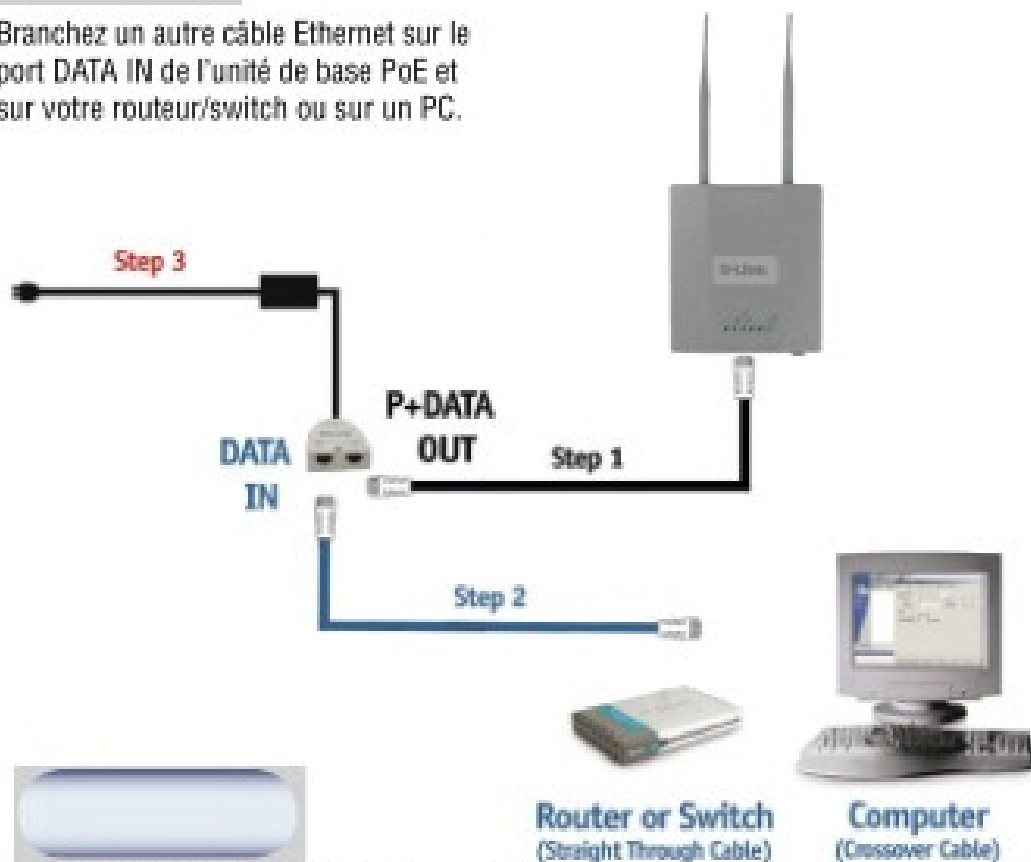 Branchez un autre câble Ethernet sur le
port DATA IN de l'unité de base PoE et
sur votre routeur/switch ou sur un PC.
Step 3
D-Link
P+DATA
OUT
DATA
IN
Step 1
Step 2
Router or Switch
(Straight Through Cable)
Computer
(Crossover Cable)